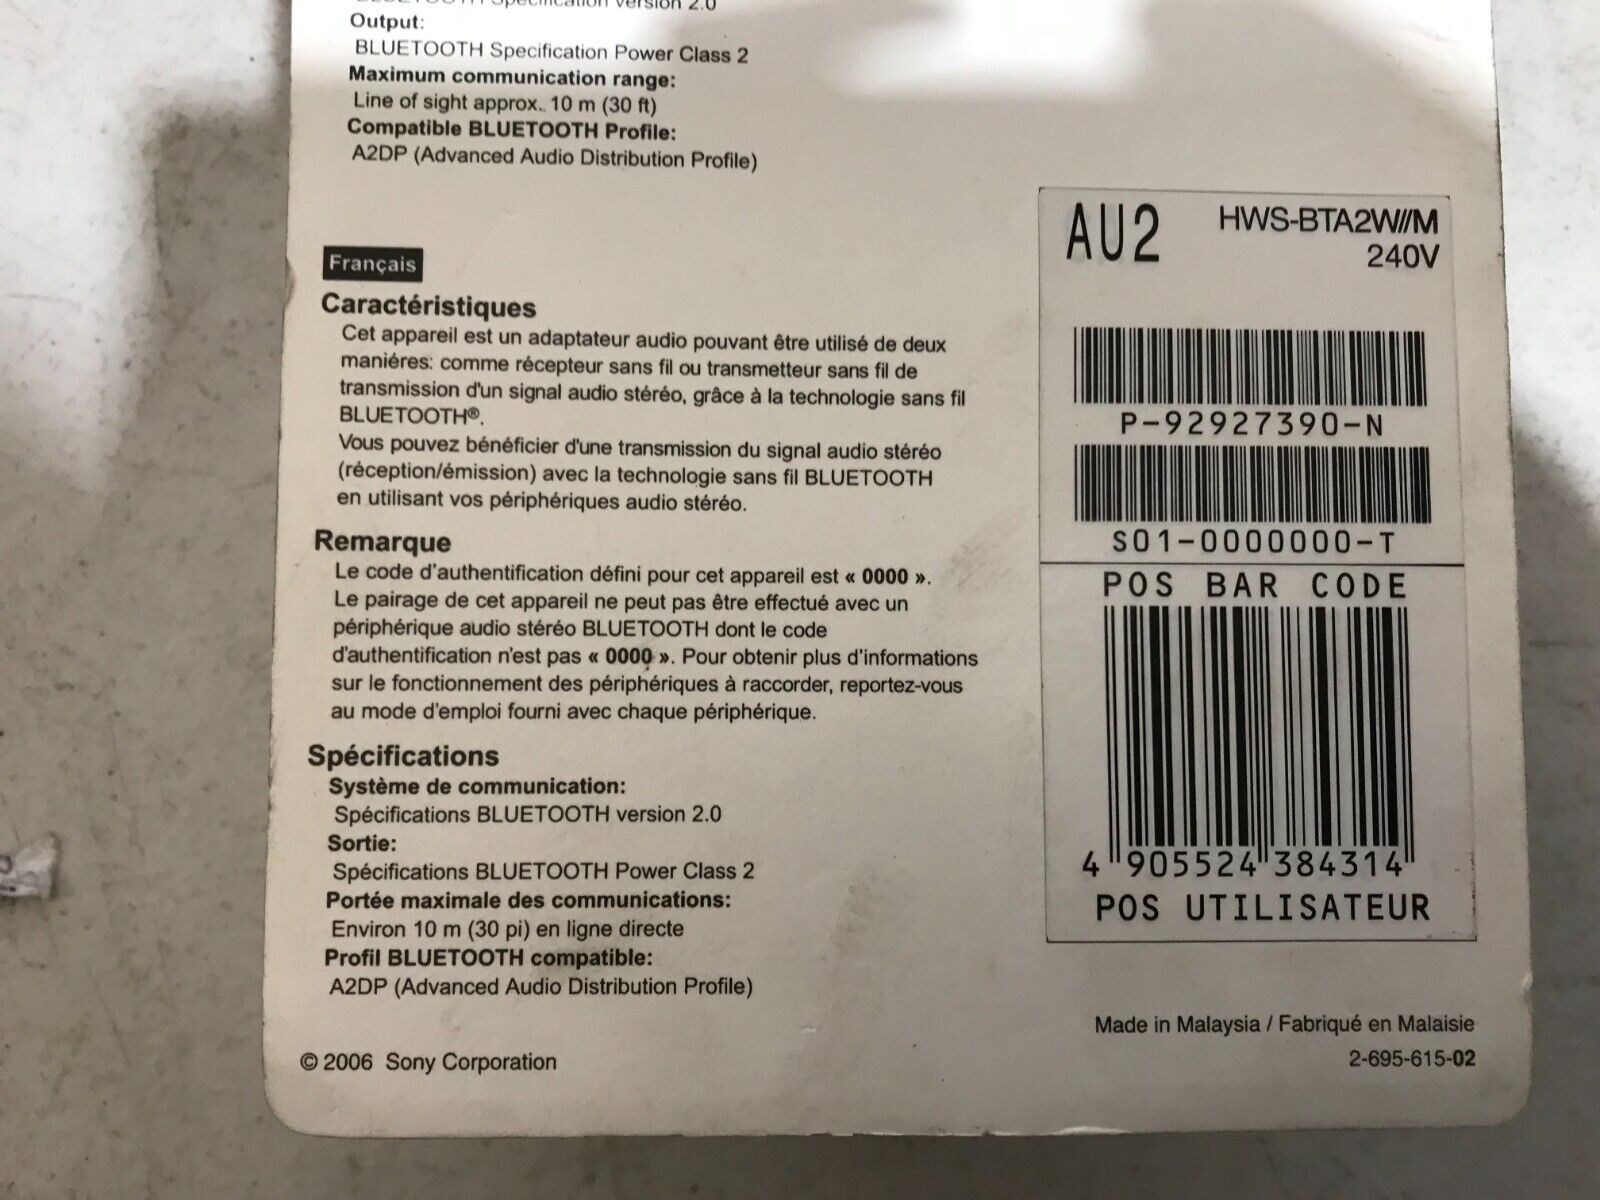 BLUETOOTH Specification version 2.0
Output:
BLUETOOTH Specification Power Class 2
Maximum communication range:
Line of sight approx. 10 m (30 ft)
Compatible BLUETOOTH Profile:
A2DP (Advanced Audio Distribution Profile)
Français
Caractéristiques
Cet appareil est un adaptateur audio pouvant être utilisé de deux
maniéres: comme récepteur sans fil ou transmetteur sans fil de
transmission d'un signal audio stéréo, grâce à la technologie sans fil
BLUETOOTH®.
Vous pouvez bénéficier d'une transmission du signal audio stéréo
(réception/émission) avec la technologie sans fil BLUETOOTH
en utilisant vos périphériques audio stéréo.
Remarque
Le code d'authentification défini pour cet appareil est « 0000 ».
Le pairage de cet appareil ne peut pas être effectué avec un
périphérique audio stéréo BLUETOOTH dont le code
d'authentification n'est pas « 0000 ». Pour obtenir plus d'informations
sur le fonctionnement des périphériques à raccorder, reportez-vous
au mode d'emploi fourni avec chaque périphérique.
Spécifications
Système de communication:
Spécifications BLUETOOTH version 2.0
Sortie:
Spécifications BLUETOOTH Power Class 2
Portée maximale des communications:
Environ 10 m (30 pi) en ligne directe
Profil BLUETOOTH compatible:
A2DP (Advanced Audio Distribution Profile)
© 2006 Sony Corporation
AU2 HWS-BTA2W//M
240V
P-92927390-N
S01-0000000-T
POS BAR CODE
4 905524 384314
POS UTILISATEUR
Made in Malaysia / Fabriqué en Malaisie
2-695-615-02